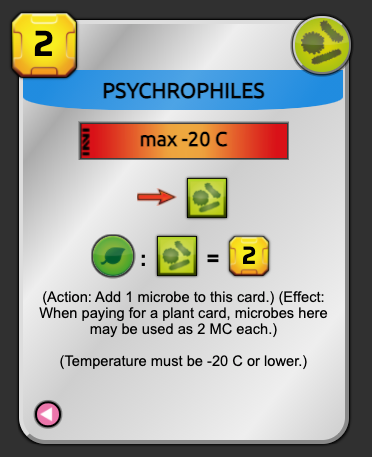 2
PSYCHROPHILES
max -20 C
: = 2
(Action: Add 1 microbe to this card.) (Effect:
When paying for a plant card, microbes here
may be used as 2 MC each.)
(Temperature must be -20 C or lower.)